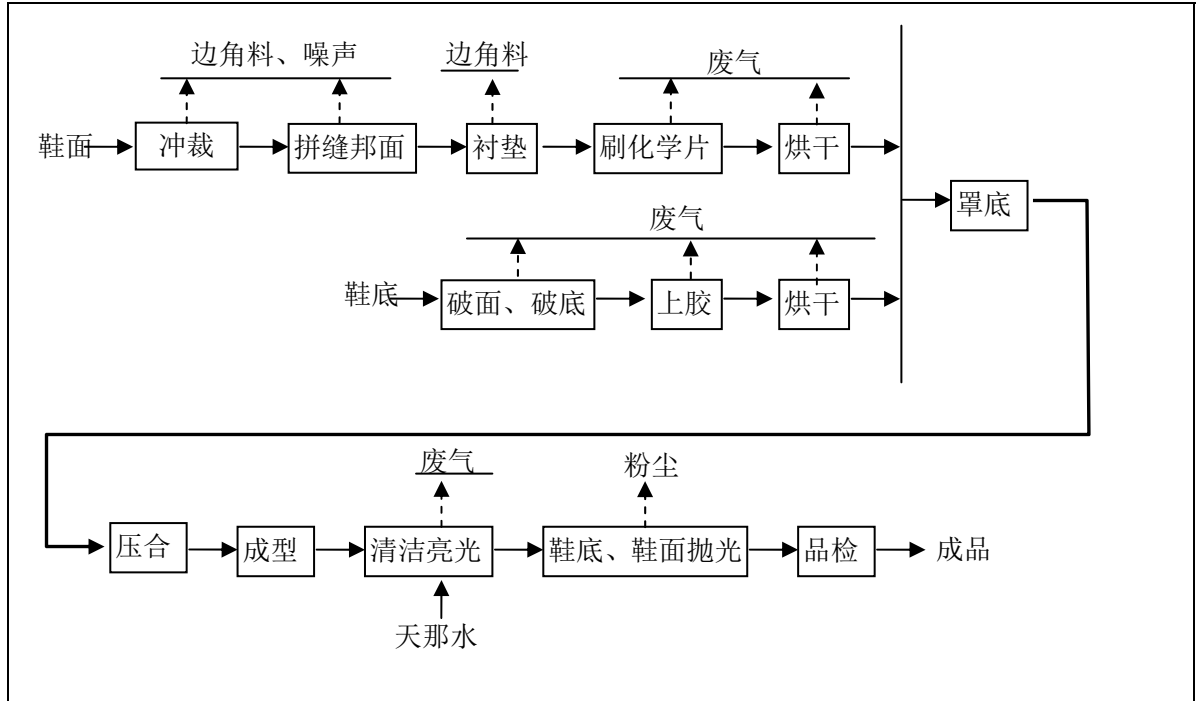 边角料、噪声
边角料
废气
鞋面
冲裁
拼缝邦面
衬垫
刷化学片
烘干
罩底
废气
鞋底
破面、破底
上胶
烘干
废气
粉尘
压合
成型
清洁亮光
鞋底、鞋面抛光
品检
成品
天那水